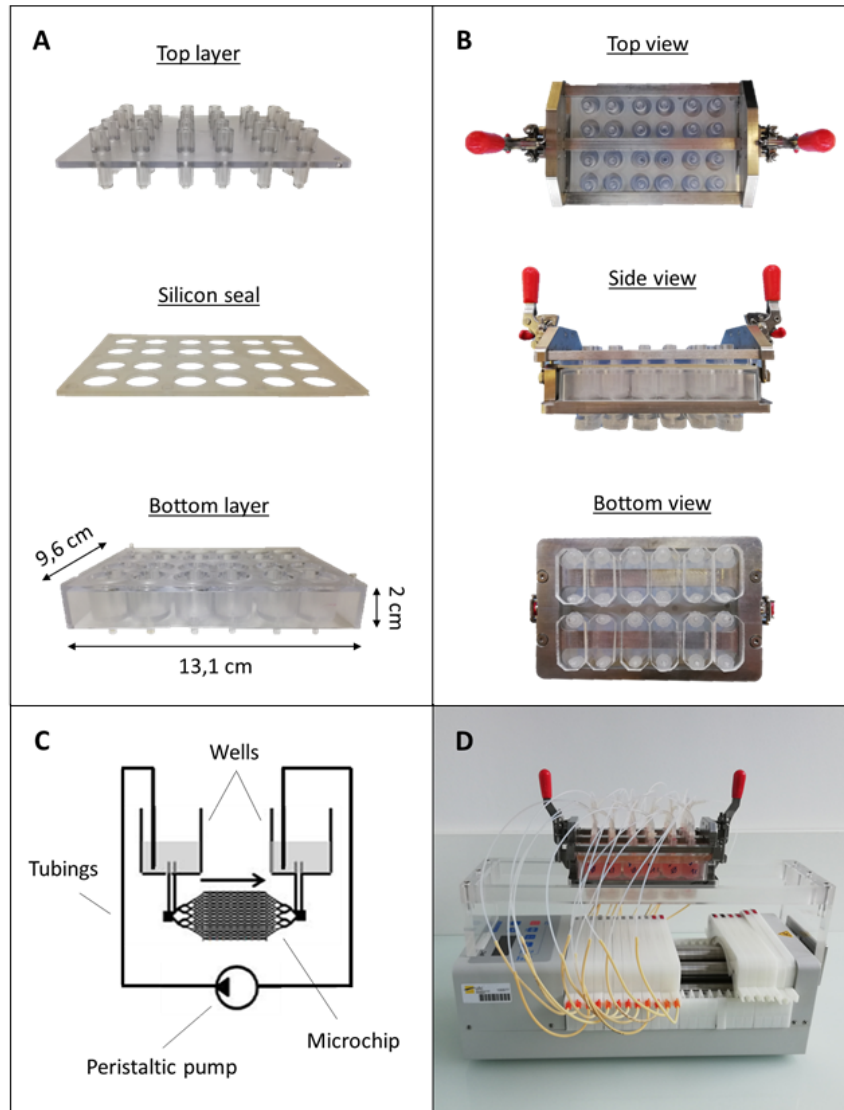 A
Top layer
Silicon seal
Bottom layer
9,6 cm
2 cm
13,1 cm
B
Top view
Side view
Bottom view
C
Wells
Tubings
Microchip
Peristaltic pump
D